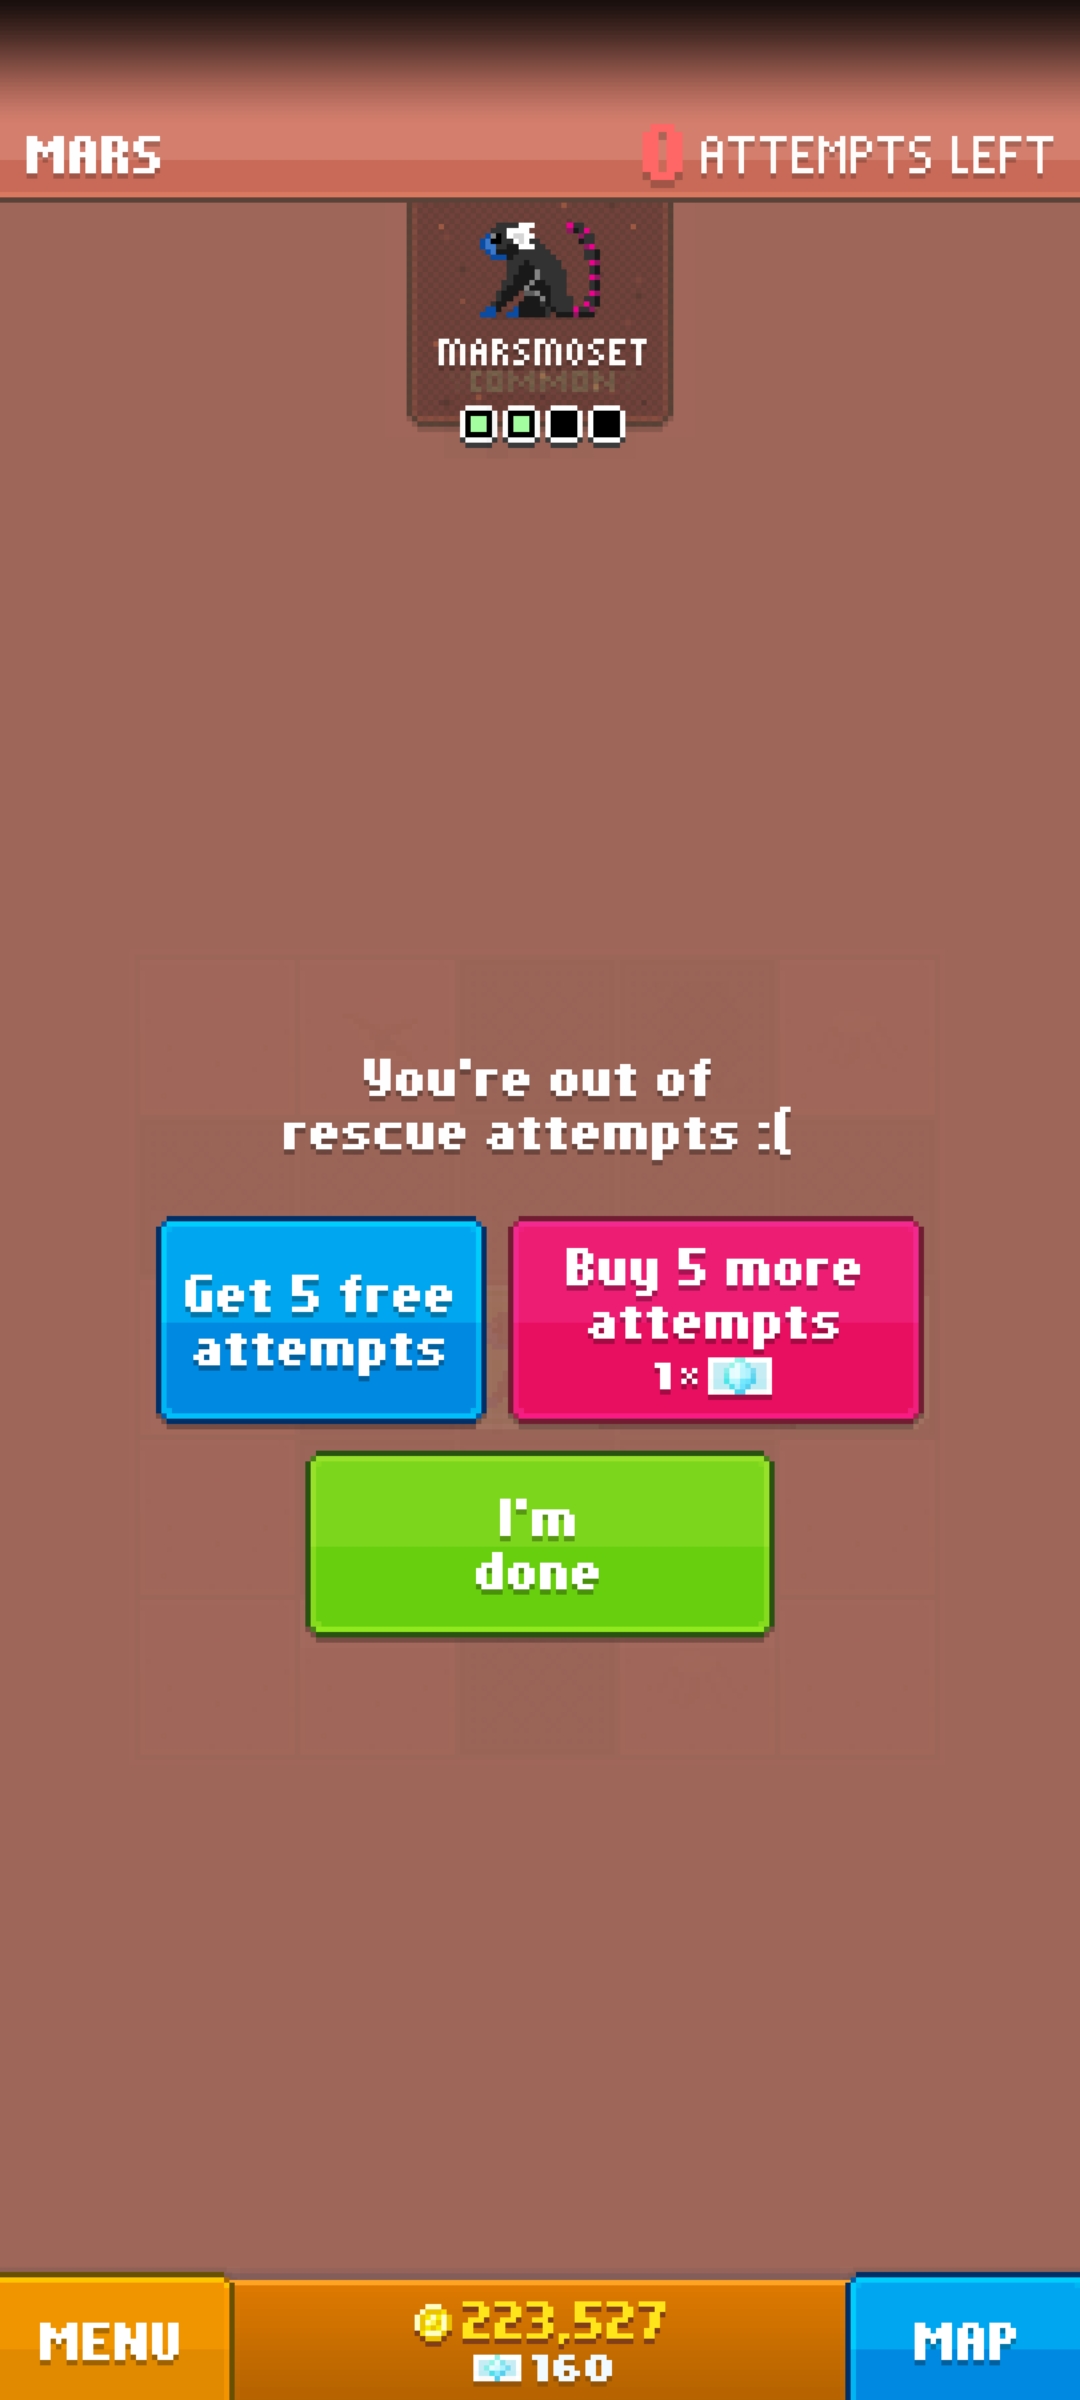 MARS
0 ATTEMPTS LEFT
MARSMOSET
COMMON
You're out of
rescue attempts :(
Get 5 free
attempts
Buy 5 more
attempts
1×
I'm
done
MENU
223,527
160
MAP